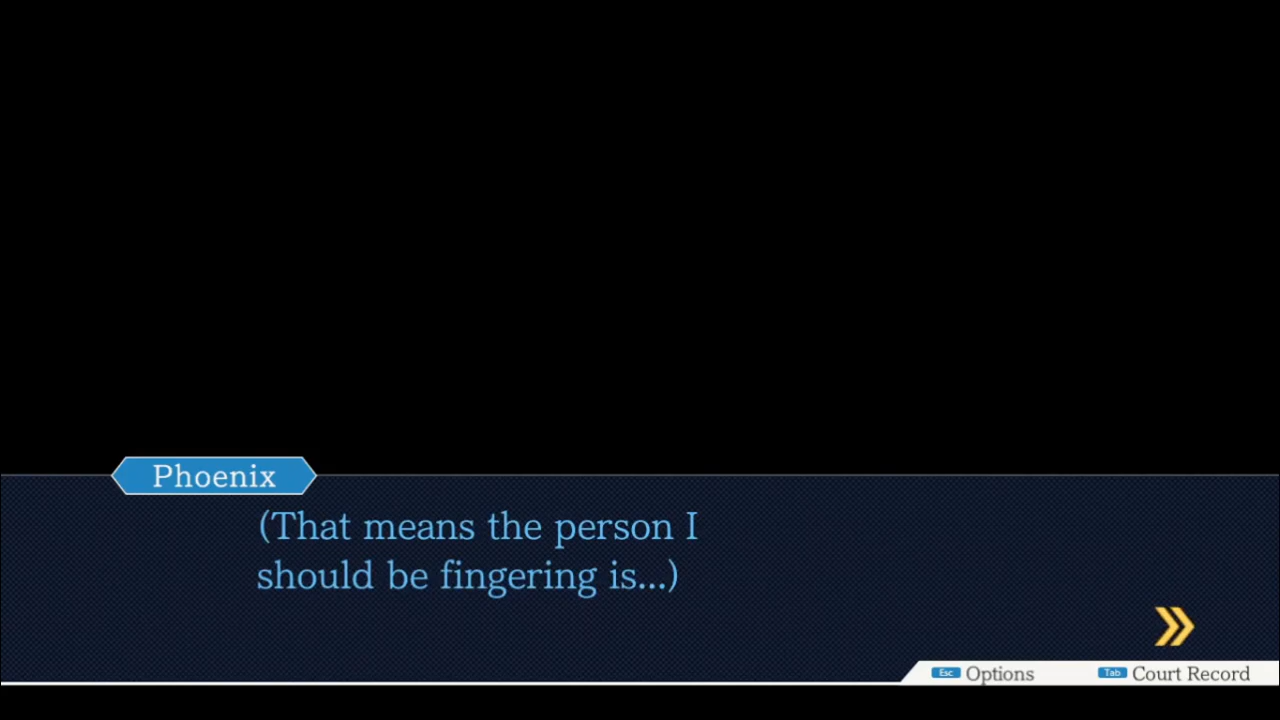 Phoenix
(That means the person I
should be fingering is...)
Esc Options Tab Court Record